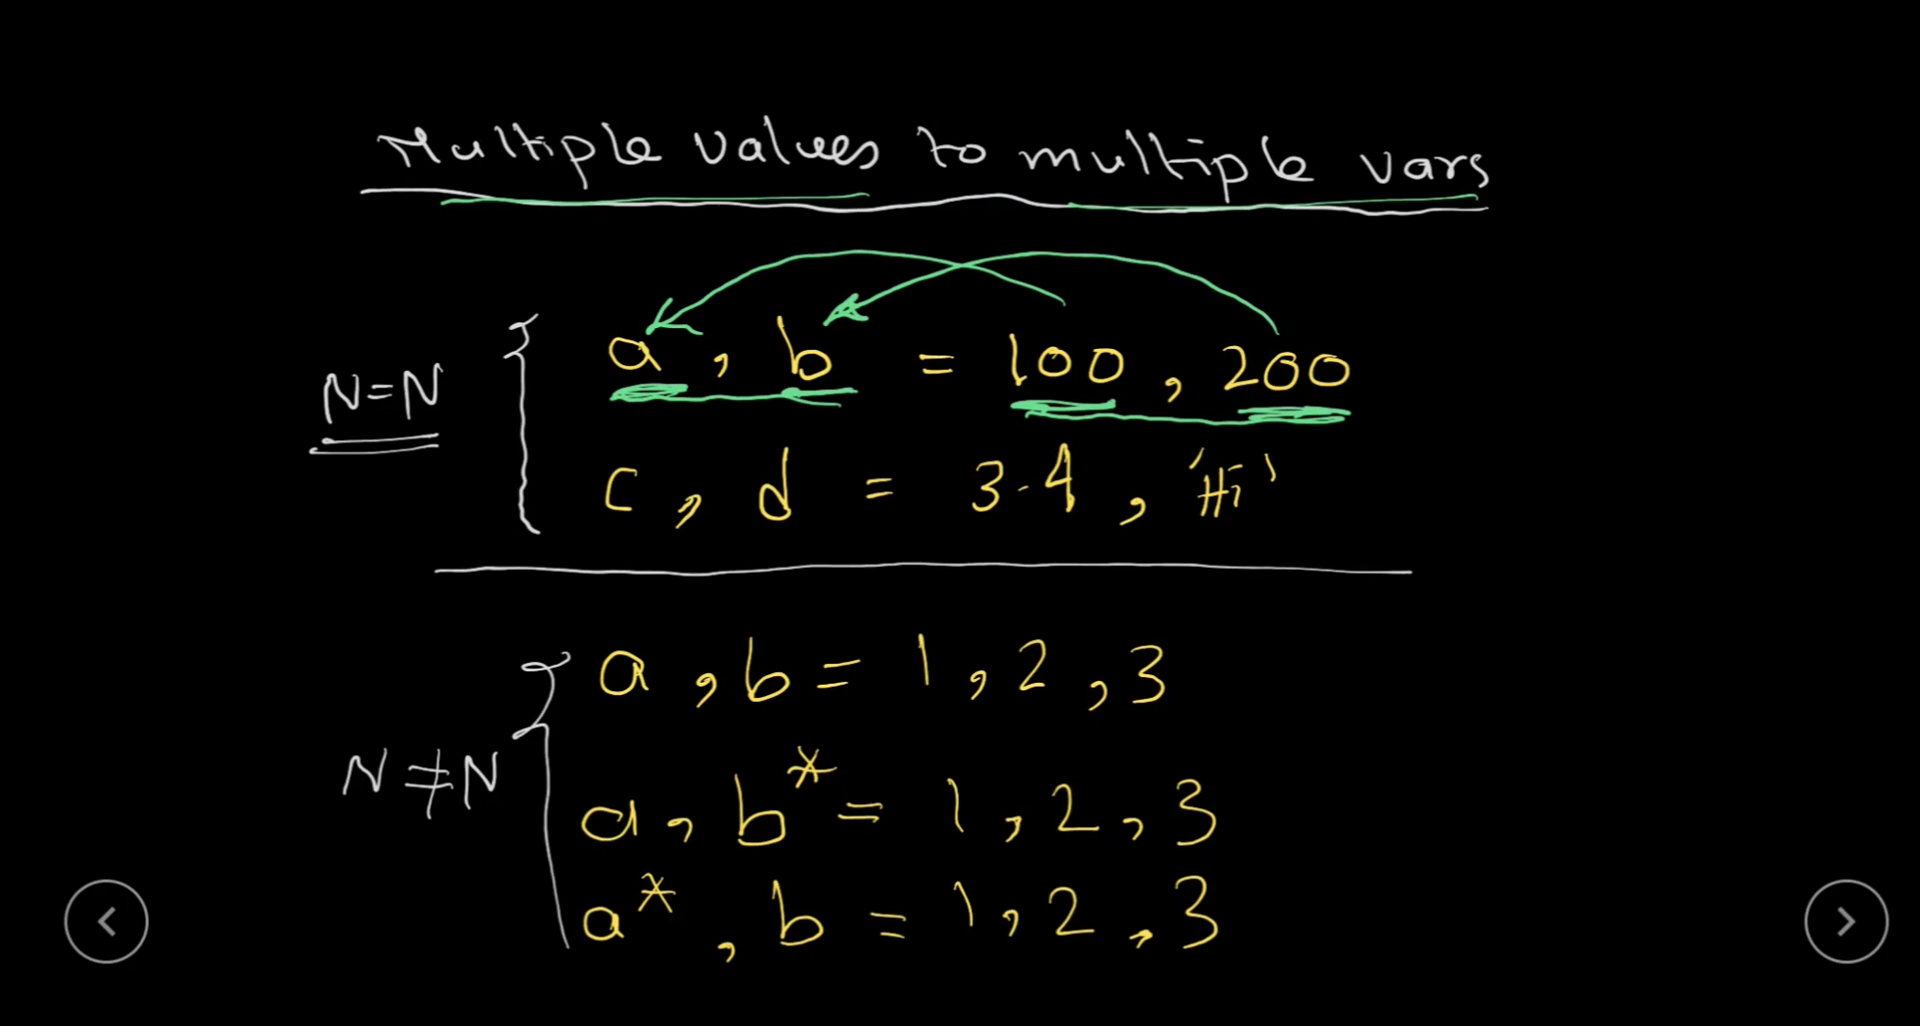 Multiple values to multiple vars
N=N
a, b = 100, 200
c, d = 3.4, 'Hi'
N≠N
a, b = 1, 2, 3
a, b* = 1, 2, 3
a*, b = 1, 2, 3